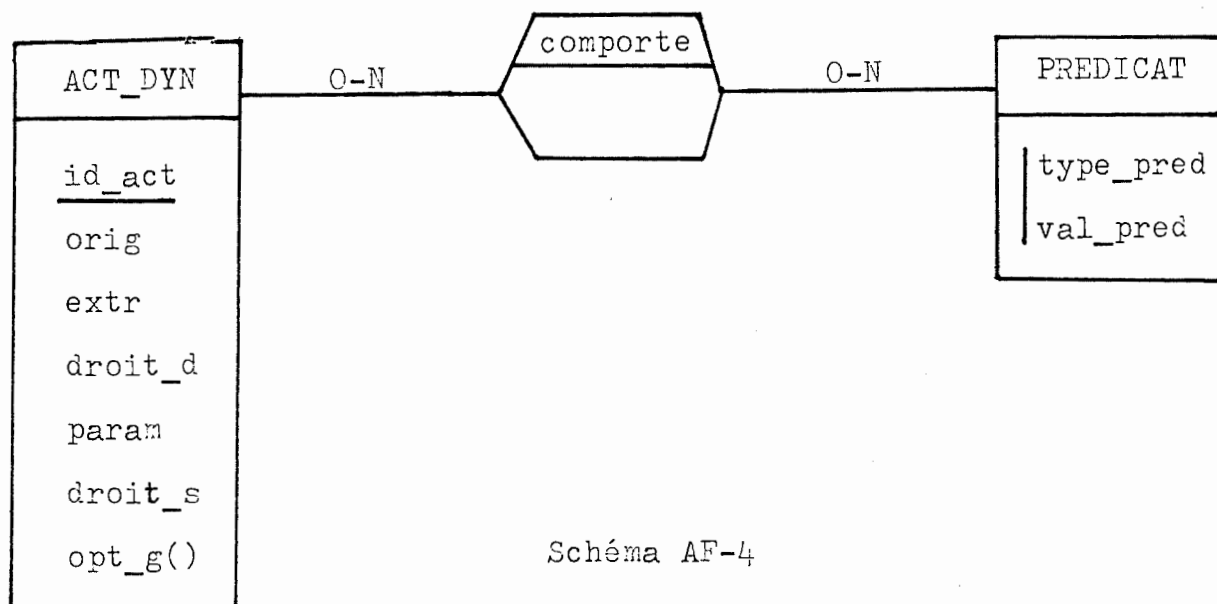 comporte
ACT_DYN
O-N
O-N
PREDICAT
id_act
orig
extr
droit_d
param
droit_s
opt_g()
type_pred
val_pred
Schéma AF-4